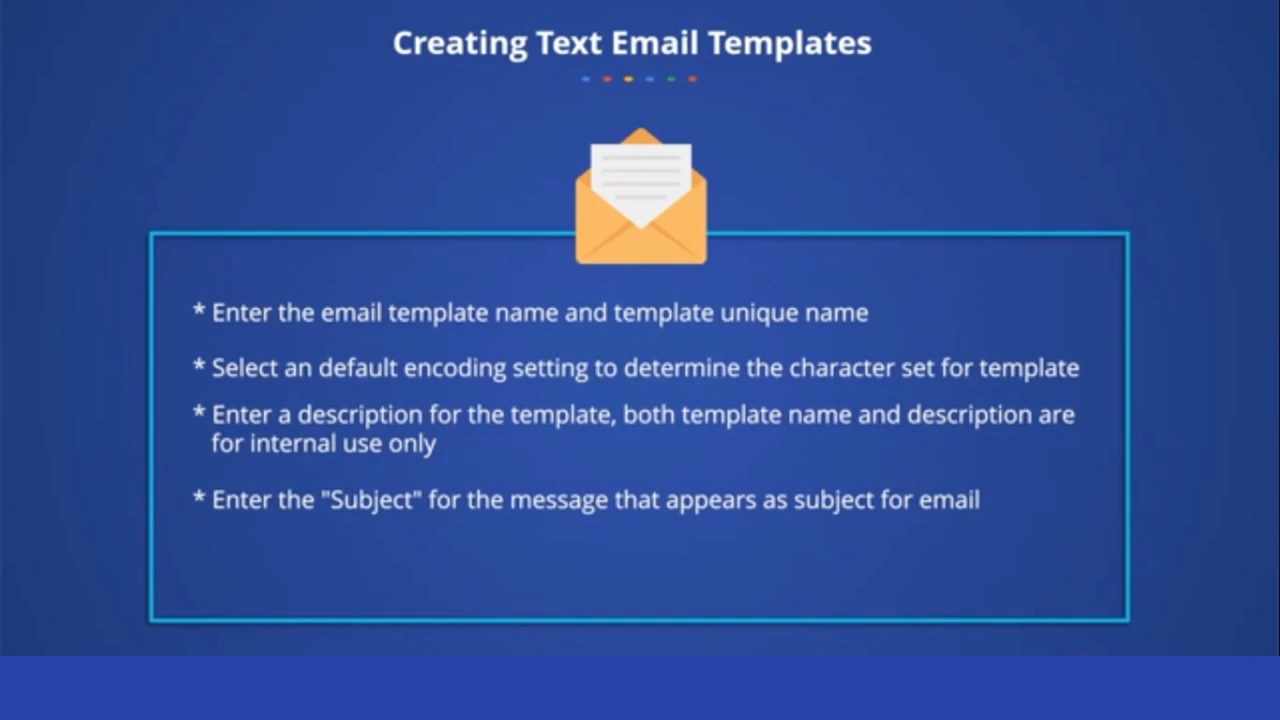 Creating Text Email Templates
* Enter the email template name and template unique name
* Select an default encoding setting to determine the character set for template
* Enter a description for the template, both template name and description are
for internal use only
* Enter the "Subject" for the message that appears as subject for email